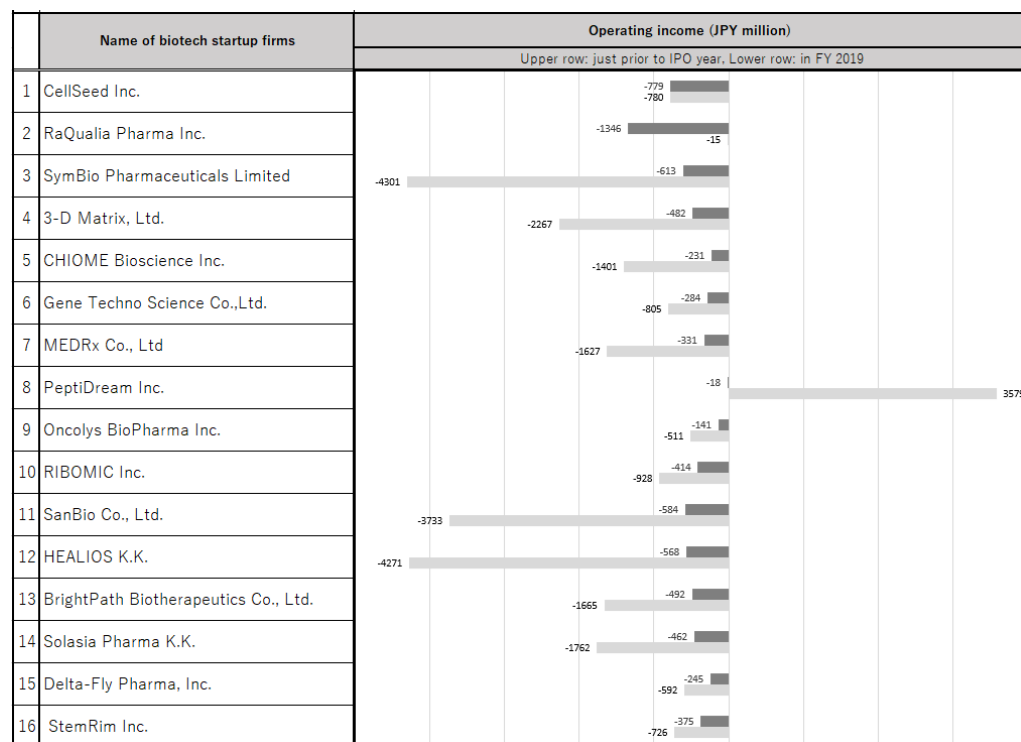 Name of biotech startup firms
Operating income (JPY million)
Upper row: just prior to IPO year, Lower row: in FY 2019
1 CellSeed Inc. -779
-780
2 RaQualia Pharma Inc. -1346
-15
3 SymBio Pharmaceuticals Limited -613
-4301
4 3-D Matrix, Ltd. -482
-2267
5 CHIOME Bioscience Inc. -231
-1401
6 Gene Techno Science Co.,Ltd. -284
-805
7 MEDRx Co., Ltd -331
-1627
8 PeptiDream Inc. -18
3579
9 Oncolys BioPharma Inc. -141
-511
10 RIBOMIC Inc. -414
-928
11 SanBio Co., Ltd. -584
-3733
12 HEALIOS K.K. -568
-4271
13 BrightPath Biotherapeutics Co., Ltd. -492
-1665
14 Solasia Pharma K.K. -462
-1762
15 Delta-Fly Pharma, Inc. -245
-592
16 StemRim Inc. -375
-726